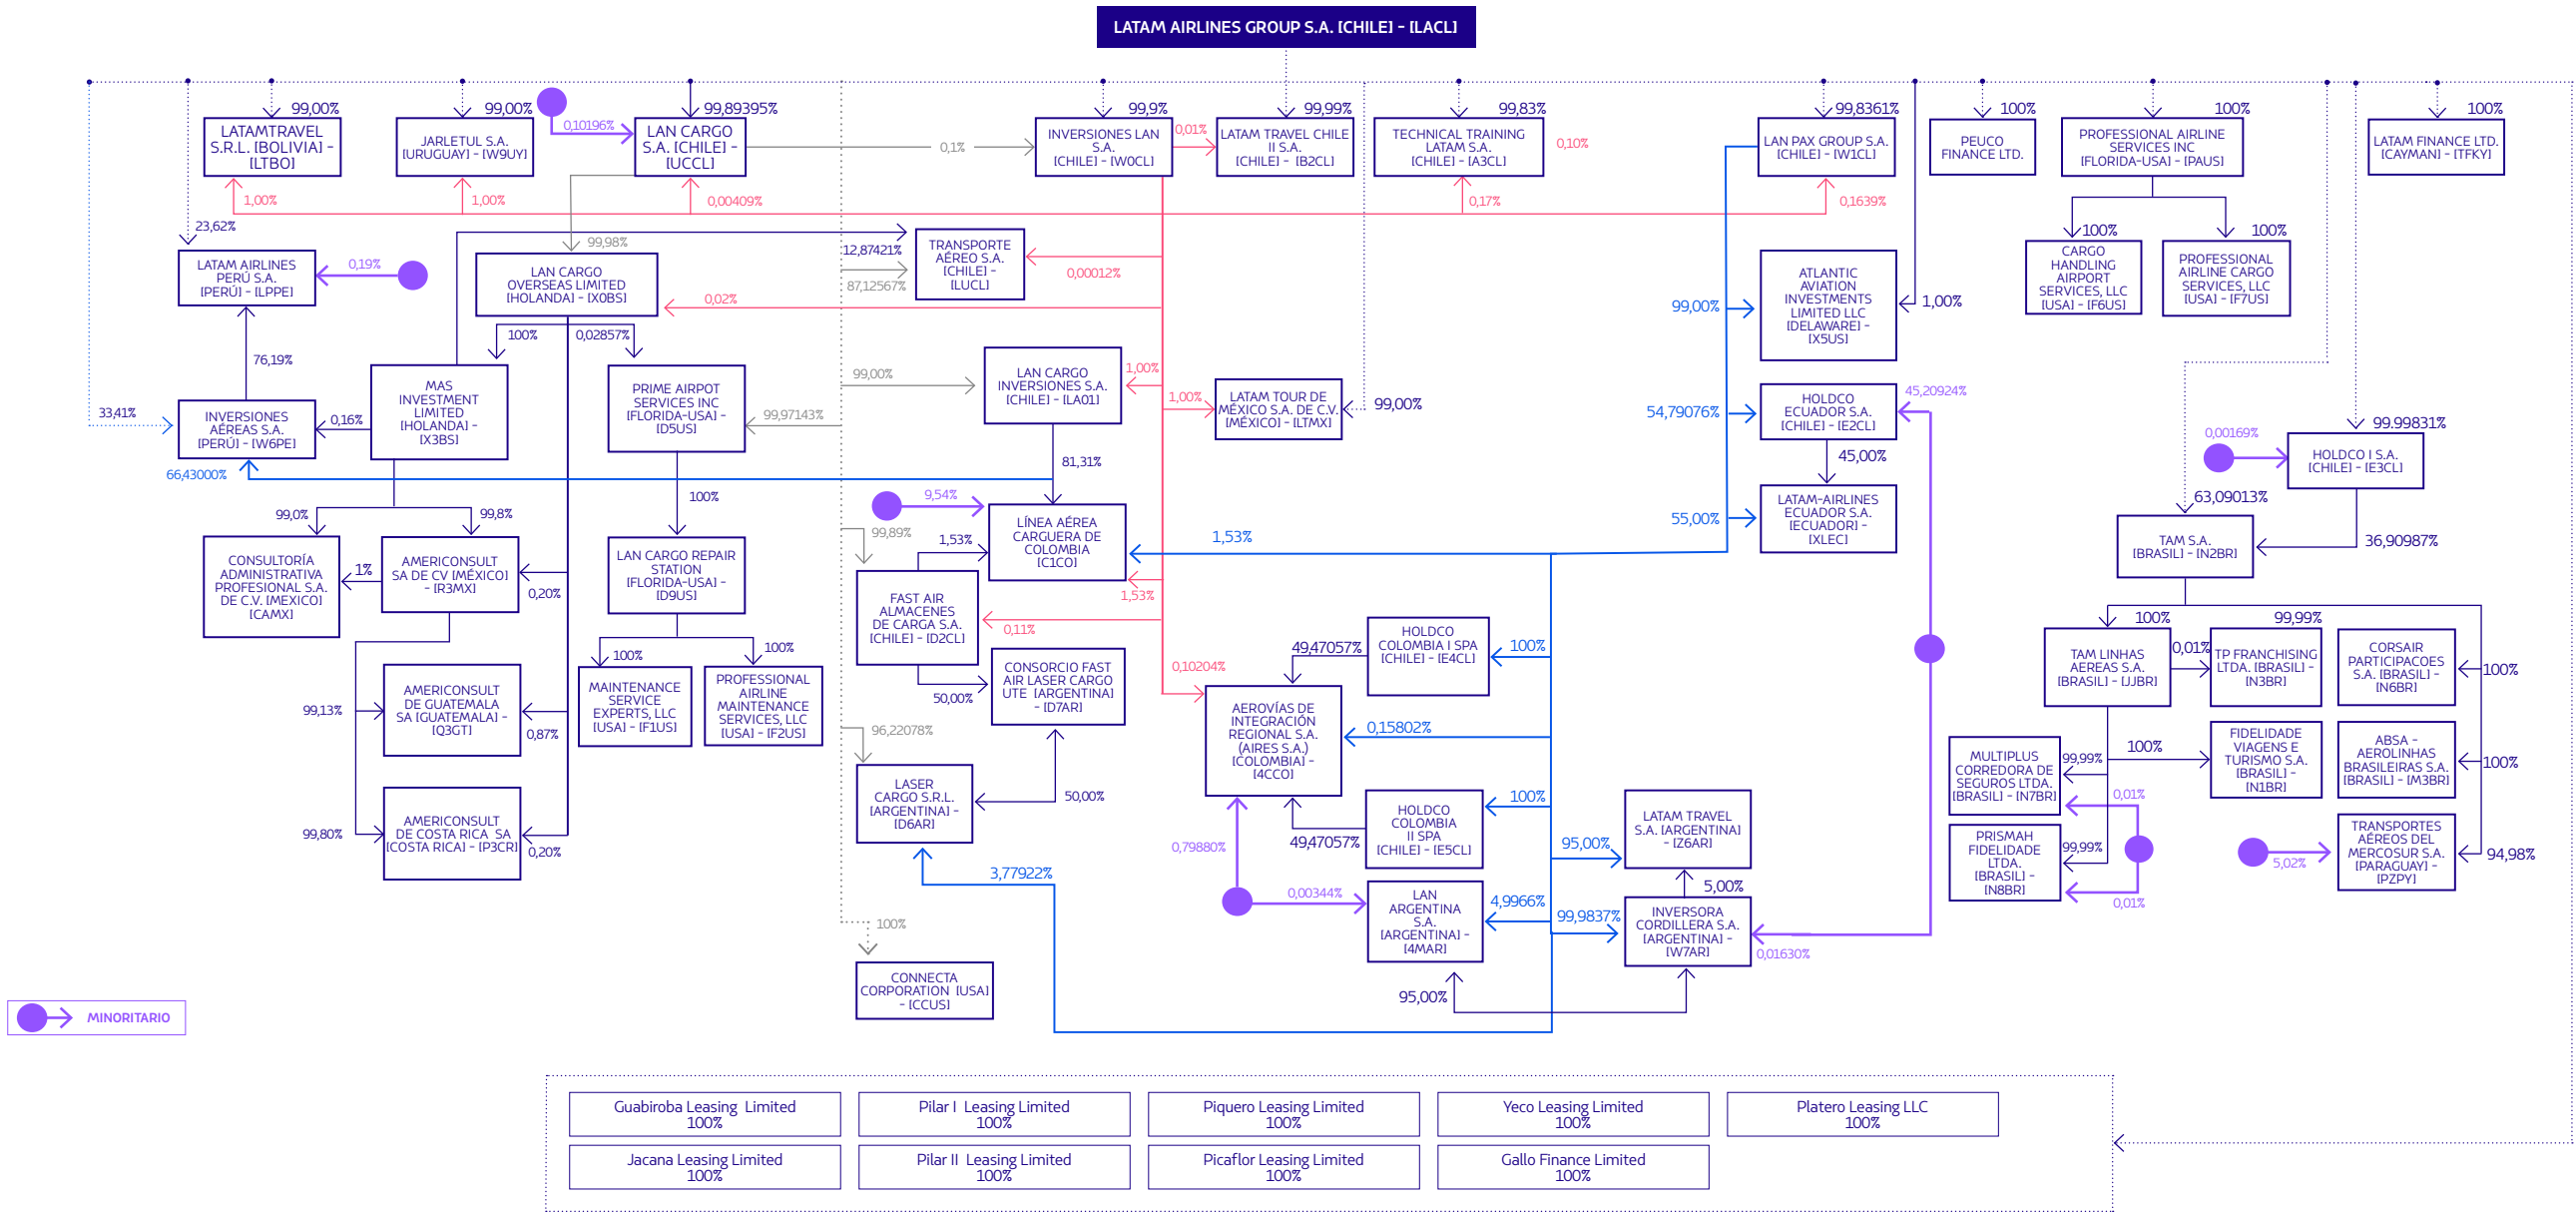 LATAM AIRLINES GROUP S.A. [CHILE] - [LACL]
99,00%
LATAMTRAVEL
S.R.L. [BOLIVIA] -
[LTBO]
1,00%
99,00%
JARLETUL S.A.
[URUGUAY] - [W9UY]
1,00%
0,10196%
99,89395%
LAN CARGO
S.A. [CHILE] -
[UCCL]
0,00409%
0,1%
99,9%
INVERSIONES LAN
S.A.
[CHILE] - [W0CL]
0,01%
99,99%
LATAM TRAVEL CHILE
II S.A.
[CHILE] - [B2CL]
99,83%
TECHNICAL TRAINING
LATAM S.A.
[CHILE] - [A3CL]
0,10%
0,17%
99,8361%
LAN PAX GROUP S.A.
[CHILE] - [W1CL]
0,1639%
100%
PEUCO
FINANCE LTD.
100%
PROFESSIONAL AIRLINE
SERVICES INC
[FLORIDA-USA] - [PAUS]
100%
LATAM FINANCE LTD.
[CAYMAN] - [TFKY]
23,62%
LATAM AIRLINES
PERÚ S.A.
[PERÚ] - [LPPE]
0,19%
76,19%
99,98%
LAN CARGO
OVERSEAS LIMITED
[HOLANDA] - [X0BS]
0,02%
100%
0,02857%
12,87421%
87,12567%
TRANSPORTE
AÉREO S.A.
[CHILE] -
[LUCL]
0,00012%
99,00%
ATLANTIC
AVIATION
INVESTMENTS
LIMITED LLC
[DELAWARE] -
[X5US]
1,00%
100%
CARGO
HANDLING
AIRPORT
SERVICES, LLC
[USA] - [F6US]
100%
PROFESSIONAL
AIRLINE CARGO
SERVICES, LLC
[USA] - [F7US]
33,41%
INVERSIONES
AÉREAS S.A.
[PERÚ] - [W6PE]
0,16%
66,43000%
MAS
INVESTMENT
LIMITED
[HOLANDA] -
[X3BS]
PRIME AIRPOT
SERVICES INC
[FLORIDA-USA] -
[D5US]
99,97143%
99,00%
LAN CARGO
INVERSIONES S.A.
[CHILE] - [LA01]
1,00%
81,31%
1,00%
LATAM TOUR DE
MÉXICO S.A. DE C.V.
[MÉXICO] - [LTMX]
99,00%
54,79076%
HOLDCO
ECUADOR S.A.
[CHILE] - [E2CL]
45,20924%
45,00%
55,00%
LATAM-AIRLINES
ECUADOR S.A.
[ECUADOR] -
[XLEC]
99.99831%
0,00169%
HOLDCO I S.A.
[CHILE] - [E3CL]
63,09013%
TAM S.A.
[BRASIL] - [N2BR]
36,90987%
99,0%
CONSULTORÍA
ADMINISTRATIVA
PROFESIONAL S.A.
DE C.V. [MEXICO]
[CAMX]
1%
99,8%
AMERICONSULT
SA DE CV [MÉXICO]
- [R3MX]
0,20%
100%
LAN CARGO REPAIR
STATION
[FLORIDA-USA] -
[D9US]
9,54%
LÍNEA AÉREA
CARGUERA DE
COLOMBIA
[C1CO]
1,53%
1,53%
1,53%
99,89%
FAST AIR
ALMACENES
DE CARGA S.A.
[CHILE] - [D2CL]
0,11%
50,00%
CONSORCIO FAST
AIR LASER CARGO
UTE [ARGENTINA]
- [D7AR]
50,00%
99,13%
AMERICONSULT
DE GUATEMALA
SA [GUATEMALA] -
[Q3GT]
0,87%
100%
MAINTENANCE
SERVICE
EXPERTS, LLC
[USA] - [F1US]
100%
PROFESSIONAL
AIRLINE
MAINTENANCE
SERVICES, LLC
[USA] - [F2US]
99,80%
AMERICONSULT
DE COSTA RICA SA
[COSTA RICA] - [P3CR]
0,20%
96,22078%
LASER
CARGO S.R.L.
[ARGENTINA] -
[D6AR]
3,77922%
100%
CONNECTA
CORPORATION [USA]
- [CCUS]
49,47057%
HOLDCO
COLOMBIA I SPA
[CHILE] - [E4CL]
100%
0,10204%
AEROVÍAS DE
INTEGRACIÓN
REGIONAL S.A.
(AIRES S.A.)
[COLOMBIA] -
[4CCO]
0,15802%
0,79880%
49,47057%
HOLDCO
COLOMBIA
II SPA
[CHILE] - [E5CL]
100%
0,00344%
LAN
ARGENTINA
S.A.
[ARGENTINA] -
[4MAR]
4,9966%
95,00%
95,00%
LATAM TRAVEL
S.A. [ARGENTINA]
- [Z6AR]
5,00%
99,9837%
INVERSORA
CORDILLERA S.A.
[ARGENTINA] -
[W7AR]
0,01630%
100%
TAM LINHAS
AEREAS S.A.
[BRASIL] - [JJBR]
0,01%
99,99%
TP FRANCHISING
LTDA. [BRASIL] -
[N3BR]
CORSAIR
PARTICIPACOES
S.A. [BRASIL] -
[N6BR]
100%
MULTIPLUS
CORREDORA DE
SEGUROS LTDA.
[BRASIL] - [N7BR]
99,99%
100%
FIDELIDADE
VIAGENS E
TURISMO S.A.
[BRASIL] -
[N1BR]
ABSA -
AEROLINHAS
BRASILEIRAS S.A.
[BRASIL] - [M3BR]
100%
0,01%
PRISMAH
FIDELIDADE
LTDA.
[BRASIL] -
[N8BR]
99,99%
0,01%
5,02%
TRANSPORTES
AÉREOS DEL
MERCOSUR S.A.
[PARAGUAY] -
[PZPY]
94,98%
MINORITARIO
Guabiroba Leasing Limited
100%
Pilar I Leasing Limited
100%
Piquero Leasing Limited
100%
Yeco Leasing Limited
100%
Platero Leasing LLC
100%
Jacana Leasing Limited
100%
Pilar II Leasing Limited
100%
Picaflor Leasing Limited
100%
Gallo Finance Limited
100%